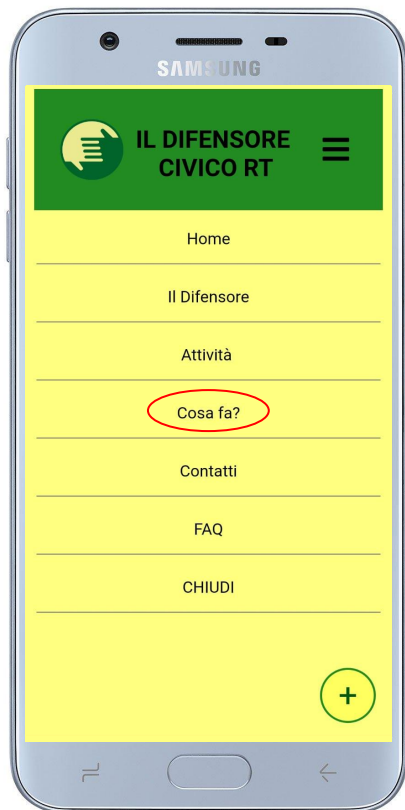 SAMSUNG
IL DIFENSORE
CIVICO RT
Home
Il Difensore
Attività
Cosa fa?
Contatti
FAQ
CHIUDI
+